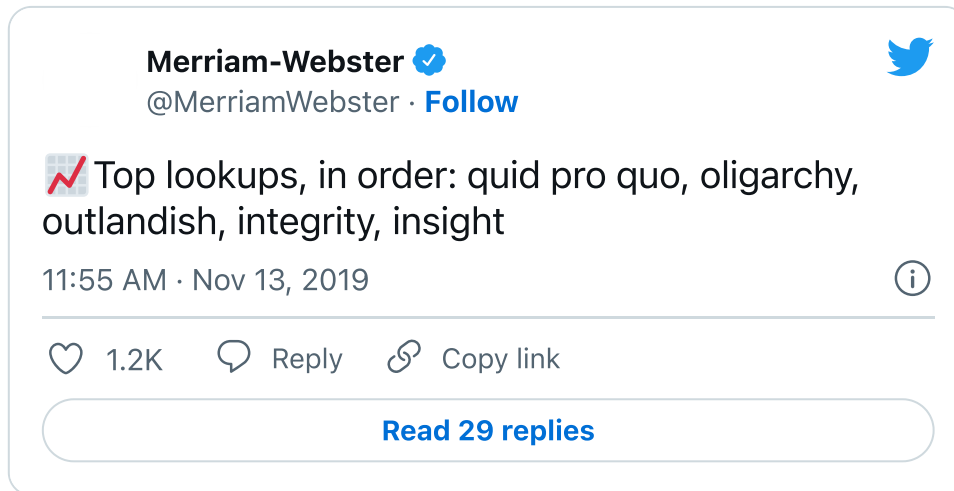 Merriam-Webster
@MerriamWebster · Follow
📈Top lookups, in order: quid pro quo, oligarchy,
outlandish, integrity, insight
11:55 AM · Nov 13, 2019
1.2K Reply Copy link
Read 29 replies